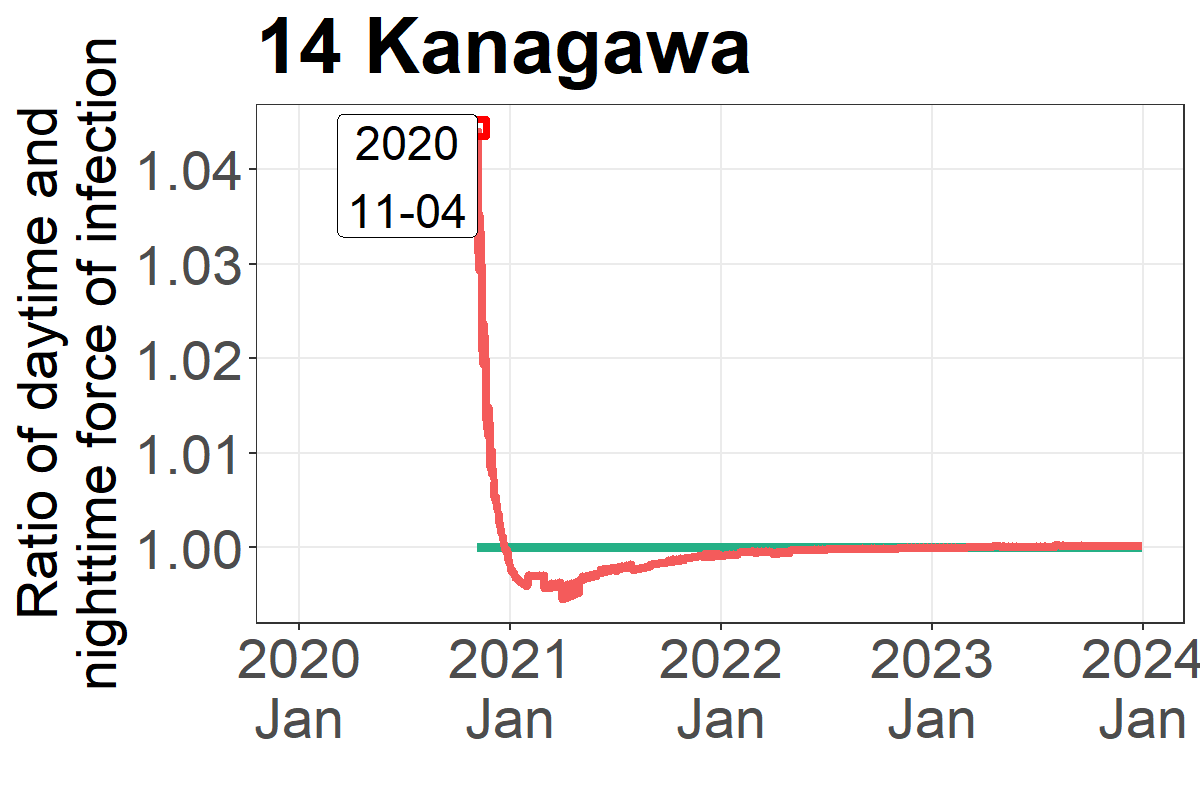 14 Kanagawa
Ratio of daytime and
nighttime force of infection
2020
11-04
1.04
1.03
1.02
1.01
1.00
2020
Jan
2021
Jan
2022
Jan
2023
Jan
2024
Jan